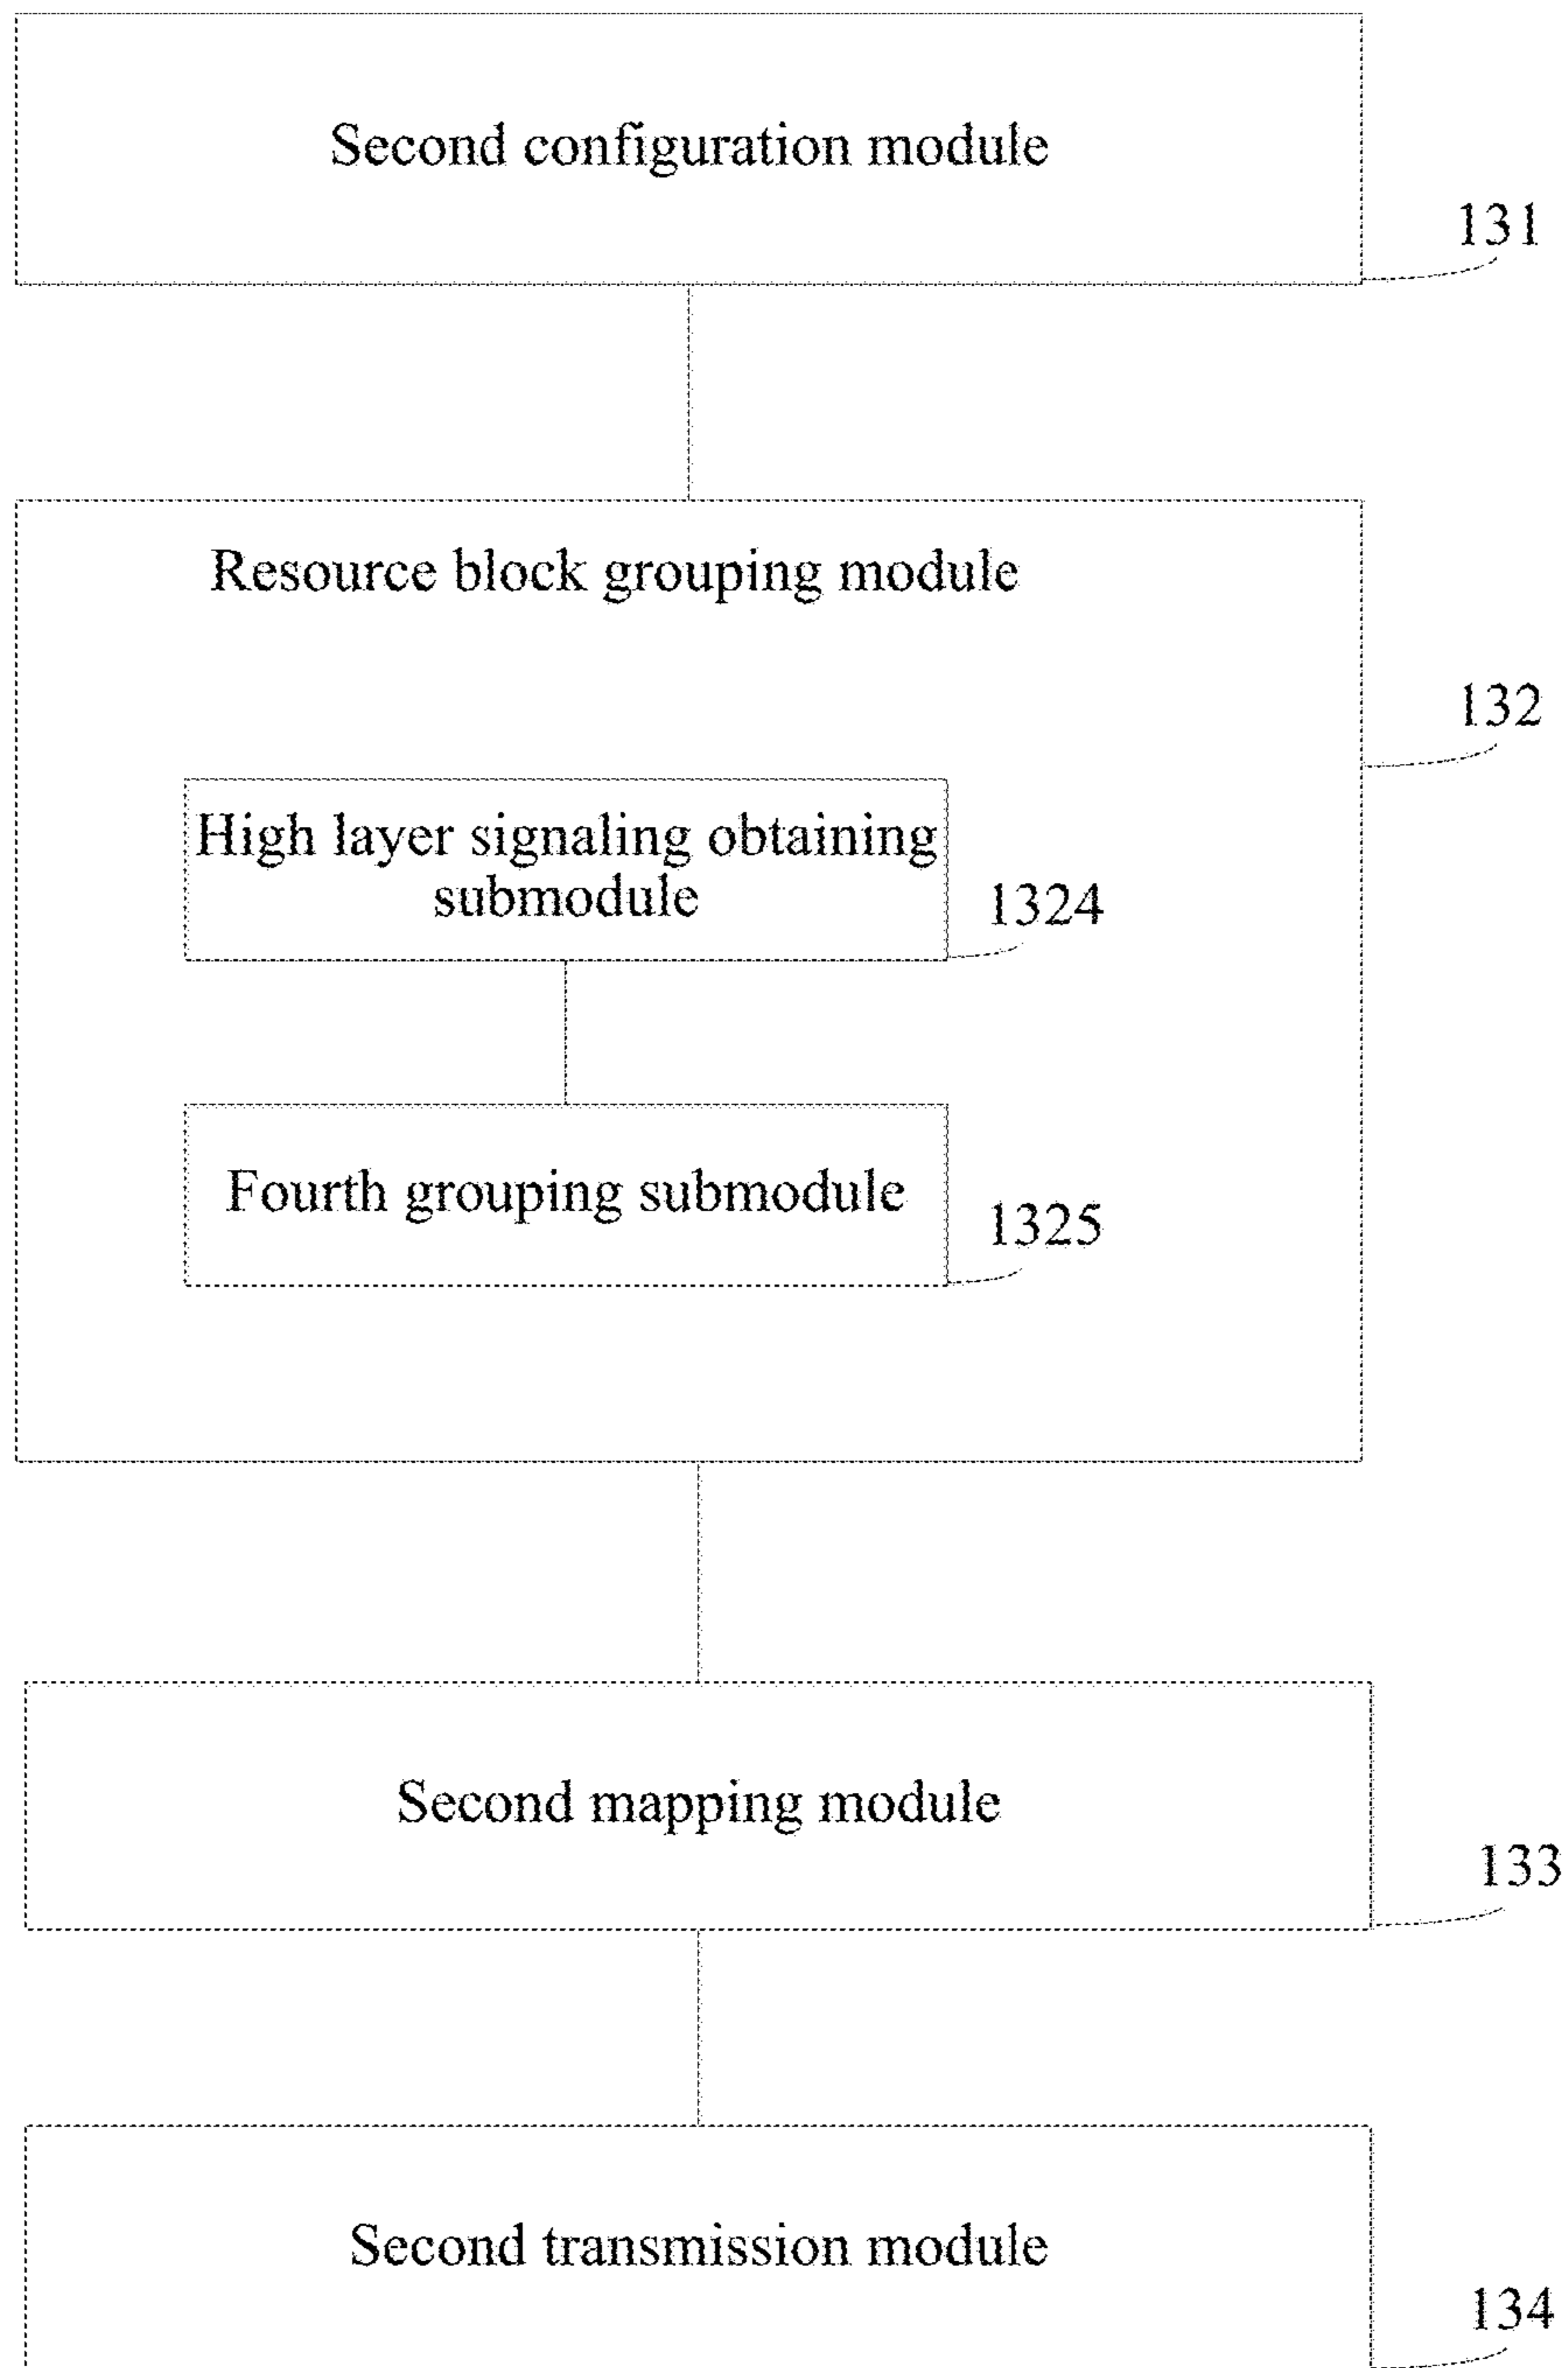 Second configuration module
131
Resource block grouping module
132
High layer signaling obtaining
submodule
1324
Fourth grouping submodule
1325
Second mapping module
133
Second transmission module
134